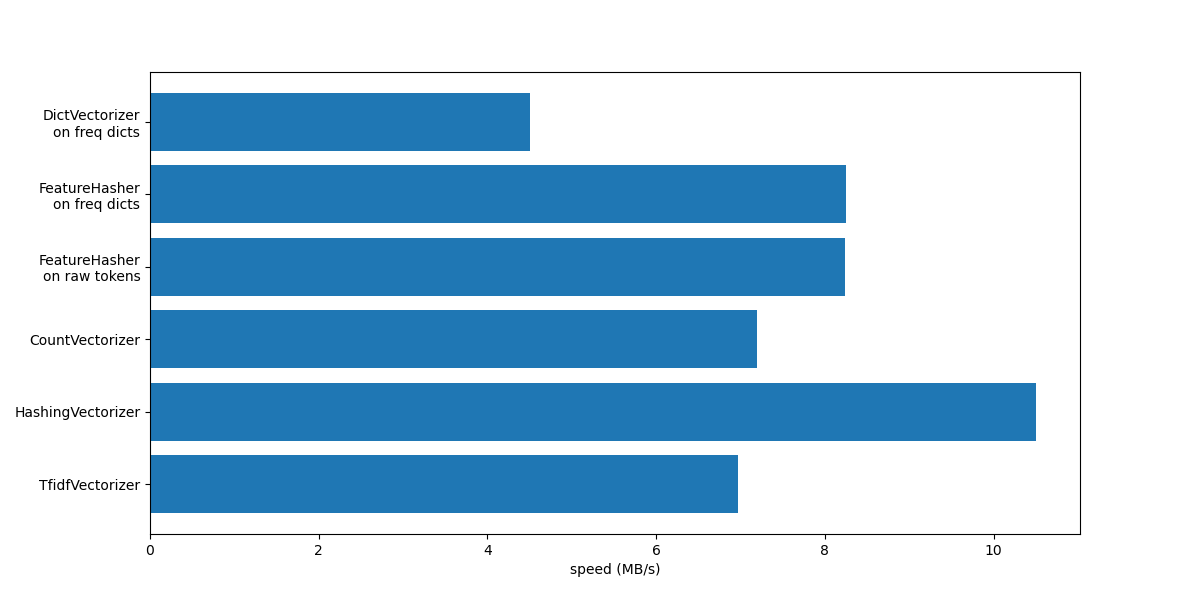 DictVectorizer
on freq dicts
FeatureHasher
on freq dicts
FeatureHasher
on raw tokens
CountVectorizer
HashingVectorizer
TfidfVectorizer
0 2 4 6 8 10
speed (MB/s)